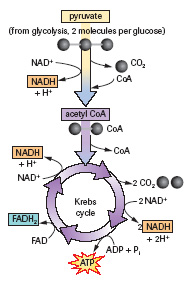 pyruvate
(from glycolysis, 2 molecules per glucose)
NAD⁺
CO₂
NADH
+ H⁺
CoA
acetyl CoA
CoA
CoA
NADH
+ H⁺
NAD⁺
2 CO₂
Krebs
cycle
2 NAD⁺
FADH₂
2 NADH
+ 2H⁺
FAD
ADP + Pᵢ
ATP